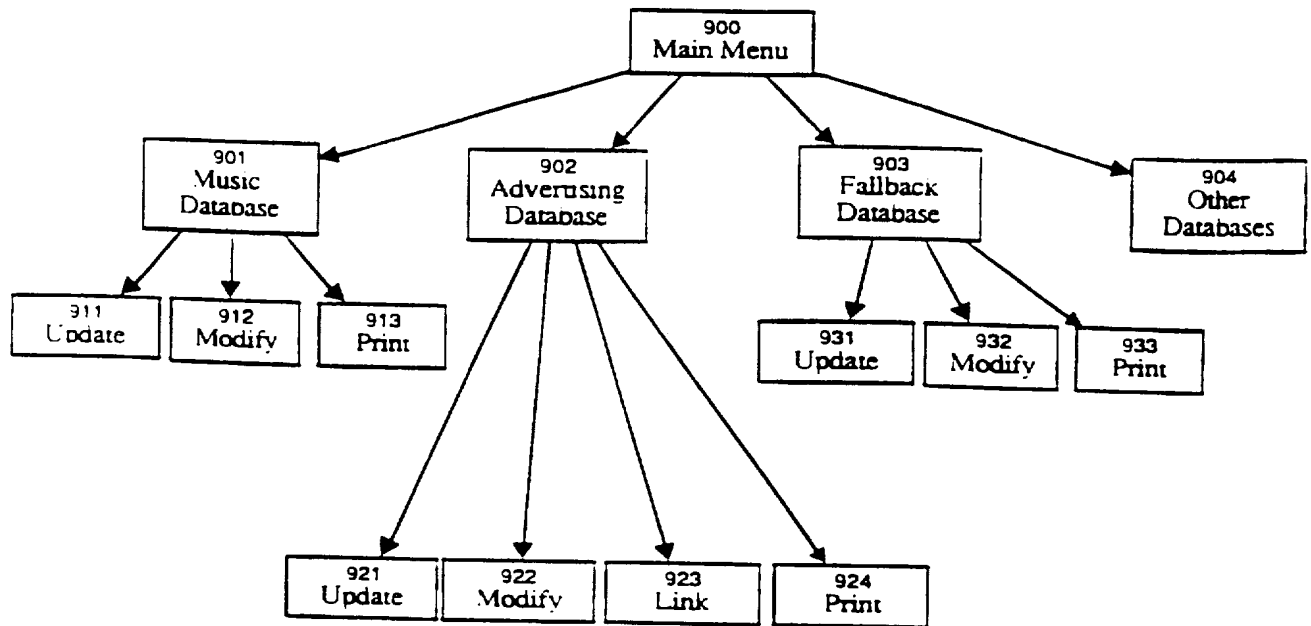 900
Main Menu
901
Music
Database
902
Advertising
Database
903
Fallback
Database
904
Other
Databases
911
Update
912
Modify
913
Print
931
Update
932
Modify
933
Print
921
Update
922
Modify
923
Link
924
Print